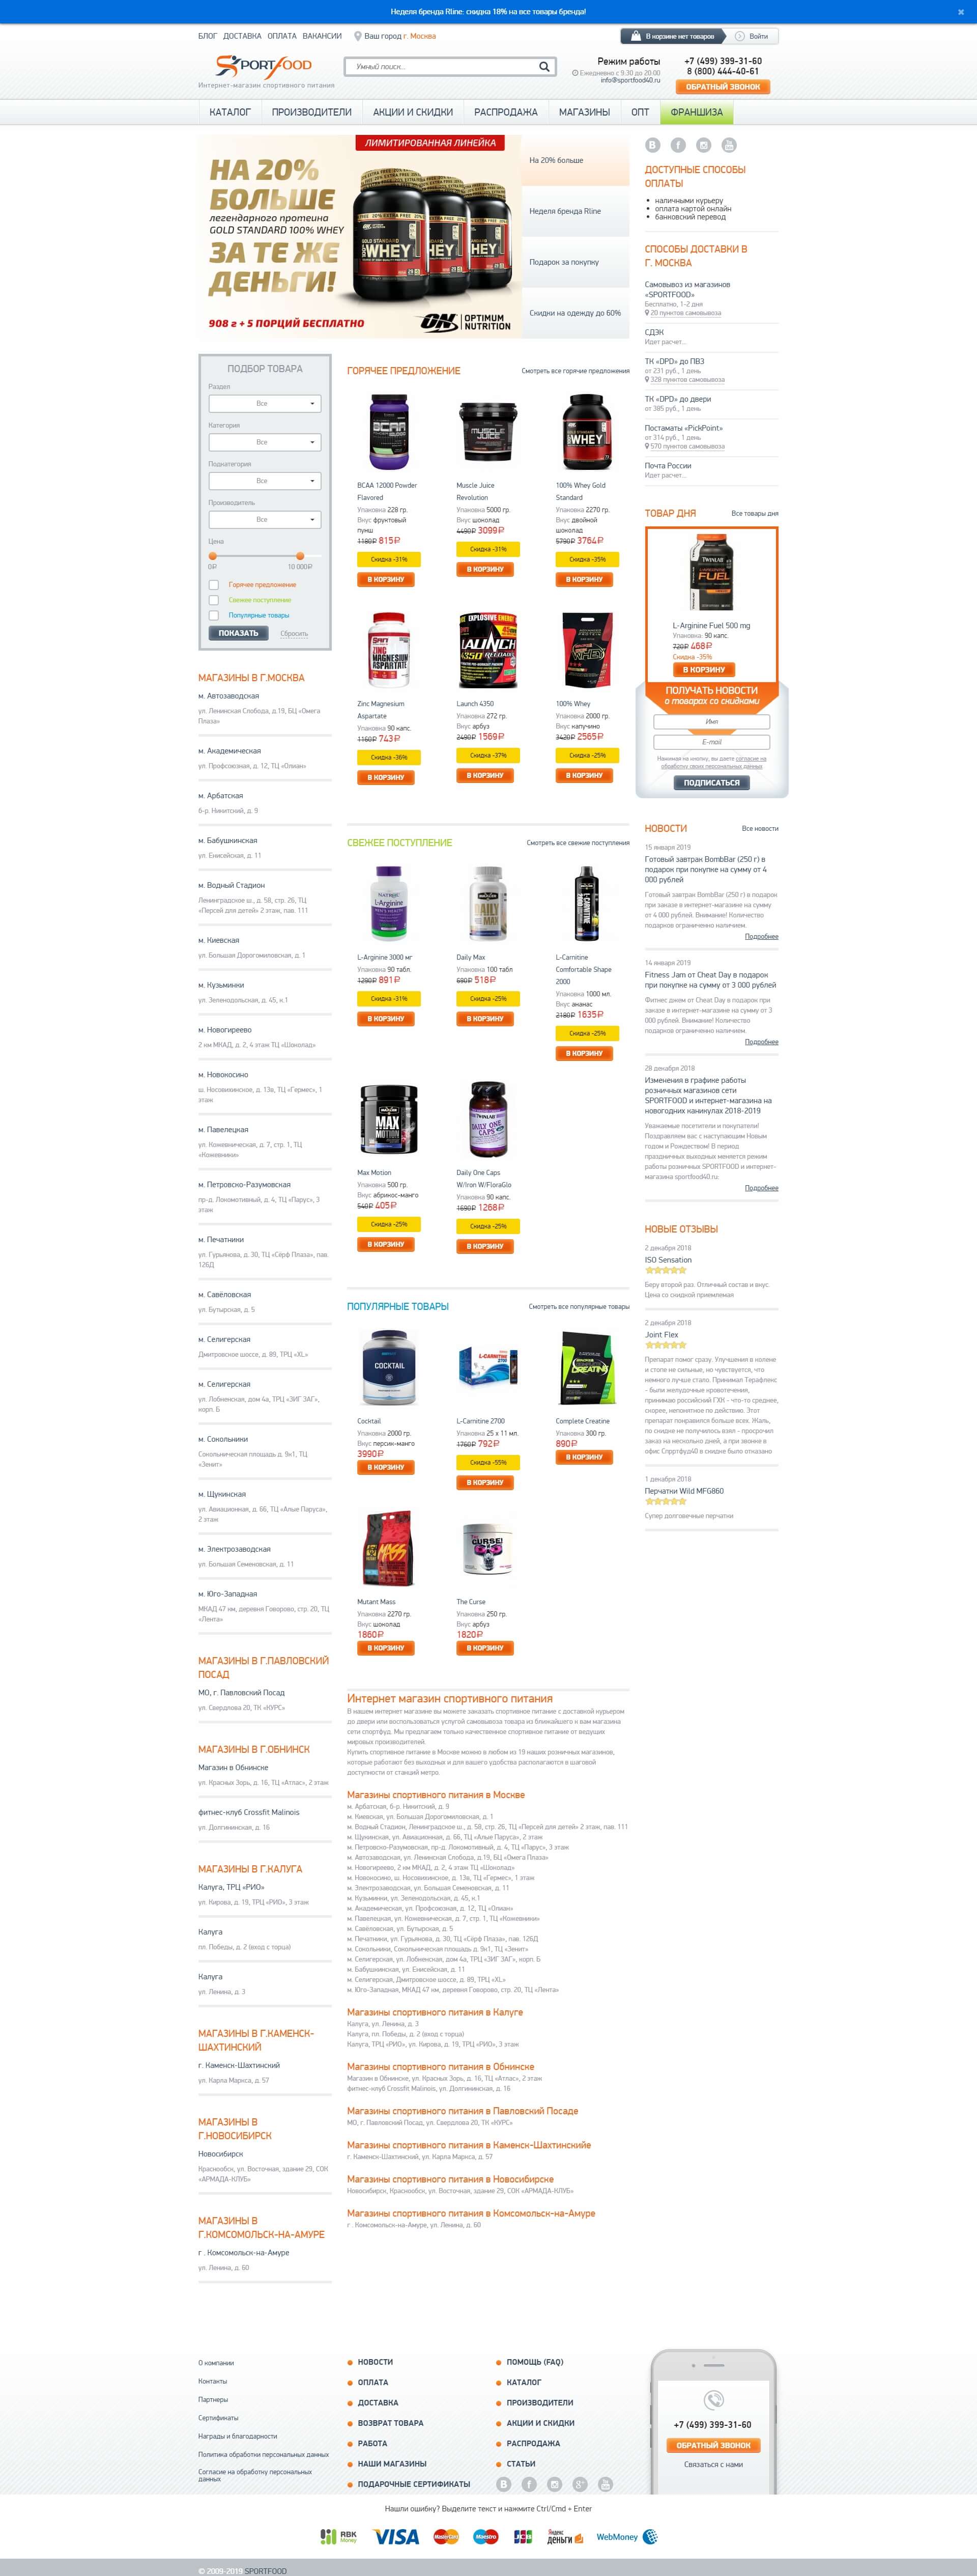 Неделя бренда Rline: скидка 18% на все товары бренда!
БЛОГ ДОСТАВКА ОПЛАТА ВАКАНСИИ
Ваш город г. Москва
В корзине нет товаров
Войти
SPORTFOOD
Интернет-магазин спортивного питания
Умный поиск...
Режим работы
Ежедневно с 9:30 до 20:00
info@sportfood40.ru
+7 (499) 399-31-60
8 (800) 444-40-61
ОБРАТНЫЙ ЗВОНОК
КАТАЛОГ ПРОИЗВОДИТЕЛИ АКЦИИ И СКИДКИ РАСПРОДАЖА МАГАЗИНЫ ОПТ ФРАНШИЗА
ЛИМИТИРОВАННАЯ ЛИНЕЙКА
НА 20%
БОЛЬШЕ
легендарного протеина
GOLD STANDARD 100% WHEY
ЗА ТЕ ЖЕ
ДЕНЬГИ!
908 г + 5 ПОРЦИЙ БЕСПЛАТНО
OPTIMUM
NUTRITION
На 20% больше
Неделя бренда Rline
Подарок за покупку
Скидки на одежду до 60%
ПОДБОР ТОВАРА
Раздел
Все
Категория
Все
Подкатегория
Все
Производитель
Все
Цена
0₽ 10 000₽
Горячее предложение
Свежее поступление
Популярные товары
ПОКАЗАТЬ
Сбросить
МАГАЗИНЫ В Г.МОСКВА
м. Автозаводская
ул. Ленинская Слобода, д.19, БЦ «Омега
Плаза»
м. Академическая
ул. Профсоюзная, д. 12, ТЦ «Олиан»
м. Арбатская
б-р. Никитский, д. 9
м. Бабушкинская
ул. Енисейская, д. 11
м. Водный Стадион
Ленинградское ш., д. 58, стр. 26, ТЦ
«Персей для детей» 2 этаж, пав. 111
м. Киевская
ул. Большая Дорогомиловская, д. 1
м. Кузьминки
ул. Зеленодольская, д. 45, к.1
м. Новогиреево
2 км МКАД, д. 2, 4 этаж ТЦ «Шоколад»
м. Новокосино
ш. Носовихинское, д. 13в, ТЦ «Гермес», 1
этаж
м. Павелецкая
ул. Кожевническая, д. 7, стр. 1, ТЦ
«Кожевники»
м. Петровско-Разумовская
пр-д. Локомотивный, д. 4, ТЦ «Парус», 3
этаж
м. Печатники
ул. Гурьянова, д. 30, ТЦ «Сёрф Плаза», пав.
126Д
м. Савёловская
ул. Бутырская, д. 5
м. Селигерская
Дмитровское шоссе, д. 89, ТРЦ «XL»
м. Селигерская
ул. Лобненская, дом 4а, ТРЦ «ЗИГ ЗАГ»,
корп. Б
м. Сокольники
Сокольническая площадь д. 9к1, ТЦ
«Зенит»
м. Щукинская
ул. Авиационная, д. 66, ТЦ «Алые Паруса»,
2 этаж
м. Электрозаводская
ул. Большая Семеновская, д. 11
м. Юго-Западная
МКАД 47 км, деревня Говорово, стр. 20, ТЦ
«Лента»
МАГАЗИНЫ В Г.ПАВЛОВСКИЙ
ПОСАД
МО, г. Павловский Посад
ул. Свердлова 20, ТК «КУРС»
МАГАЗИНЫ В Г.ОБНИНСК
Магазин в Обнинске
ул. Красных Зорь, д. 16, ТЦ «Атлас», 2 этаж
фитнес-клуб Crossfit Malinois
ул. Долгининская, д. 16
МАГАЗИНЫ В Г.КАЛУГА
Калуга, ТРЦ «РИО»
ул. Кирова, д. 19, ТРЦ «РИО», 3 этаж
Калуга
пл. Победы, д. 2 (вход с торца)
Калуга
ул. Ленина, д. 3
МАГАЗИНЫ В Г.КАМЕНСК-
ШАХТИНСКИЙ
г. Каменск-Шахтинский
ул. Карла Маркса, д. 57
МАГАЗИНЫ В
Г.НОВОСИБИРСК
Новосибирск
Краснообск, ул. Восточная, здание 29, СОК
«АРМАДА-КЛУБ»
МАГАЗИНЫ В
Г.КОМСОМОЛЬСК-НА-АМУРЕ
г . Комсомольск-на-Амуре
ул. Ленина, д. 60
ГОРЯЧЕЕ ПРЕДЛОЖЕНИЕ
Смотреть все горячие предложения
BCAA 12000 Powder
Flavored
Упаковка 228 гр.
Вкус фруктовый
пунш
1180₽ 815₽
Скидка -31%
В КОРЗИНУ
Muscle Juice
Revolution
Упаковка 5000 гр.
Вкус шоколад
4490₽ 3099₽
Скидка -31%
В КОРЗИНУ
100% Whey Gold
Standard
Упаковка 2270 гр.
Вкус двойной
шоколад
5790₽ 3764₽
Скидка -35%
В КОРЗИНУ
Zinc Magnesium
Aspartate
Упаковка 90 капс.
1160₽ 743₽
Скидка -36%
В КОРЗИНУ
Launch 4350
Упаковка 272 гр.
Вкус арбуз
2490₽ 1569₽
Скидка -37%
В КОРЗИНУ
100% Whey
Упаковка 2000 гр.
Вкус капучино
3420₽ 2565₽
Скидка -25%
В КОРЗИНУ
СВЕЖЕЕ ПОСТУПЛЕНИЕ
Смотреть все свежие поступления
L-Arginine 3000 мг
Упаковка 90 табл.
1290₽ 891₽
Скидка -31%
В КОРЗИНУ
Daily Max
Упаковка 100 табл
690₽ 518₽
Скидка -25%
В КОРЗИНУ
L-Carnitine
Comfortable Shape
2000
Упаковка 1000 мл.
Вкус ананас
2180₽ 1635₽
Скидка -25%
В КОРЗИНУ
Max Motion
Упаковка 500 гр.
Вкус абрикос-манго
540₽ 405₽
Скидка -25%
В КОРЗИНУ
Daily One Caps
W/Iron W/FloraGlo
Упаковка 90 капс.
1690₽ 1268₽
Скидка -25%
В КОРЗИНУ
ПОПУЛЯРНЫЕ ТОВАРЫ
Смотреть все популярные товары
Cocktail
Упаковка 2000 гр.
Вкус персик-манго
3990₽
В КОРЗИНУ
L-Carnitine 2700
Упаковка 25 x 11 мл.
1760₽ 792₽
Скидка -55%
В КОРЗИНУ
Complete Creatine
Упаковка 300 гр.
890₽
В КОРЗИНУ
Mutant Mass
Упаковка 2270 гр.
Вкус шоколад
1860₽
В КОРЗИНУ
The Curse
Упаковка 250 гр.
Вкус арбуз
1820₽
В КОРЗИНУ
Интернет магазин спортивного питания
В нашем интернет магазине вы можете заказать спортивное питание с доставкой курьером
до двери или воспользоваться услугой самовывоза товара из ближайшего к вам магазина
сети спортфуд. Мы предлагаем только качественное спортивное питание от ведущих
мировых производителей.
Купить спортивное питание в Москве можно в любом из 19 наших розничных магазинов,
которые работают без выходных и для вашего удобства располагаются в шаговой
доступности от станций метро.
Магазины спортивного питания в Москве
м. Арбатская, б-р. Никитский, д. 9
м. Киевская, ул. Большая Дорогомиловская, д. 1
м. Водный Стадион, Ленинградское ш., д. 58, стр. 26, ТЦ «Персей для детей» 2 этаж, пав. 111
м. Щукинская, ул. Авиационная, д. 66, ТЦ «Алые Паруса», 2 этаж
м. Петровско-Разумовская, пр-д. Локомотивный, д. 4, ТЦ «Парус», 3 этаж
м. Автозаводская, ул. Ленинская Слобода, д.19, БЦ «Омега Плаза»
м. Новогиреево, 2 км МКАД, д. 2, 4 этаж ТЦ «Шоколад»
м. Новокосино, ш. Носовихинское, д. 13в, ТЦ «Гермес», 1 этаж
м. Электрозаводская, ул. Большая Семеновская, д. 11
м. Кузьминки, ул. Зеленодольская, д. 45, к.1
м. Академическая, ул. Профсоюзная, д. 12, ТЦ «Олиан»
м. Павелецкая, ул. Кожевническая, д. 7, стр. 1, ТЦ «Кожевники»
м. Савёловская, ул. Бутырская, д. 5
м. Печатники, ул. Гурьянова, д. 30, ТЦ «Сёрф Плаза», пав. 126Д
м. Сокольники, Сокольническая площадь д. 9к1, ТЦ «Зенит»
м. Селигерская, ул. Лобненская, дом 4а, ТРЦ «ЗИГ ЗАГ», корп. Б
м. Бабушкинская, ул. Енисейская, д. 11
м. Селигерская, Дмитровское шоссе, д. 89, ТРЦ «XL»
м. Юго-Западная, МКАД 47 км, деревня Говорово, стр. 20, ТЦ «Лента»
Магазины спортивного питания в Калуге
Калуга, ул. Ленина, д. 3
Калуга, пл. Победы, д. 2 (вход с торца)
Калуга, ТРЦ «РИО», ул. Кирова, д. 19, ТРЦ «РИО», 3 этаж
Магазины спортивного питания в Обнинске
Магазин в Обнинске, ул. Красных Зорь, д. 16, ТЦ «Атлас», 2 этаж
фитнес-клуб Crossfit Malinois, ул. Долгининская, д. 16
Магазины спортивного питания в Павловский Посаде
МО, г. Павловский Посад, ул. Свердлова 20, ТК «КУРС»
Магазины спортивного питания в Каменск-Шахтинскийе
г. Каменск-Шахтинский, ул. Карла Маркса, д. 57
Магазины спортивного питания в Новосибирске
Новосибирск, Краснообск, ул. Восточная, здание 29, СОК «АРМАДА-КЛУБ»
Магазины спортивного питания в Комсомольск-на-Амуре
г . Комсомольск-на-Амуре, ул. Ленина, д. 60
ДОСТУПНЫЕ СПОСОБЫ
ОПЛАТЫ
наличными курьеру
оплата картой онлайн
банковский перевод
СПОСОБЫ ДОСТАВКИ В
Г. МОСКВА
Самовывоз из магазинов
«SPORTFOOD»
Бесплатно, 1-2 дня
20 пунктов самовывоза
СДЭК
Идет расчет...
ТК «DPD» до ПВЗ
от 231 руб., 1 день
328 пунктов самовывоза
ТК «DPD» до двери
от 385 руб., 1 день
Постаматы «PickPoint»
от 314 руб., 1 день
570 пунктов самовывоза
Почта России
Идет расчет...
ТОВАР ДНЯ
Все товары дня
L-Arginine Fuel 500 mg
Упаковка: 90 капс.
720₽ 468₽
Скидка -35%
В КОРЗИНУ
ПОЛУЧАТЬ НОВОСТИ
о товарах со скидками
Имя
E-mail
Нажимая на кнопку, вы даете согласие на
обработку своих персональных данных.
ПОДПИСАТЬСЯ
НОВОСТИ
Все новости
15 января 2019
Готовый завтрак BombBar (250 г) в
подарок при покупке на сумму от 4
000 рублей
Готовый завтрак BombBar (250 г) в подарок
при заказе в интернет-магазине на сумму
от 4 000 рублей. Внимание! Количество
подарков ограниченно наличием.
Подробнее
14 января 2019
Fitness Jam от Cheat Day в подарок
при покупке на сумму от 3 000 рублей
Фитнес джем от Cheat Day в подарок при
заказе в интернет-магазине на сумму от 3
000 рублей. Внимание! Количество
подарков ограниченно наличием.
Подробнее
28 декабря 2018
Изменения в графике работы
розничных магазинов сети
SPORTFOOD и интернет-магазина на
новогодних каникулах 2018-2019
Уважаемые посетители и покупатели!
Поздравляем вас с наступающим Новым
годом и Рождеством! В период
праздничных выходных меняется режим
работы розничных SPORTFOOD и интернет-
магазина sportfood40.ru:
Подробнее
НОВЫЕ ОТЗЫВЫ
2 декабря 2018
ISO Sensation
Беру второй раз. Отличный состав и вкус.
Цена со скидкой приемлемая
2 декабря 2018
Joint Flex
Препарат помог сразу. Улучшения в колене
и стопе не сильные, но чувствуется, что
немного лучше стало. Принимал Терафлекс
- были желудочные кровотечения,
принимаю российский ГХН - что-то среднее,
скорее, непонятное по действию. Этот
препарат понравился больше всех. Жаль,
по скидке не получилось взял - просрочил
заказ на несколько дней, а при звонке в
офис Спрртфуд40 в скидке было отказано
1 декабря 2018
Перчатки Wild MFG860
Супер долговечные перчатки
О компании
Контакты
Партнеры
Сертификаты
Награды и благодарности
Политика обработки персональных данных
Согласие на обработку персональных
данных
НОВОСТИ
ОПЛАТА
ДОСТАВКА
ВОЗВРАТ ТОВАРА
РАБОТА
НАШИ МАГАЗИНЫ
ПОДАРОЧНЫЕ СЕРТИФИКАТЫ
ПОМОЩЬ (FAQ)
КАТАЛОГ
ПРОИЗВОДИТЕЛИ
АКЦИИ И СКИДКИ
РАСПРОДАЖА
СТАТЬИ
+7 (499) 399-31-60
ОБРАТНЫЙ ЗВОНОК
Связаться с нами
Нашли ошибку? Выделите текст и нажмите Ctrl/Cmd + Enter
RBK Money VISA MasterCard Maestro JCB Яндекс Деньги WebMoney
© 2009-2019 SPORTFOOD